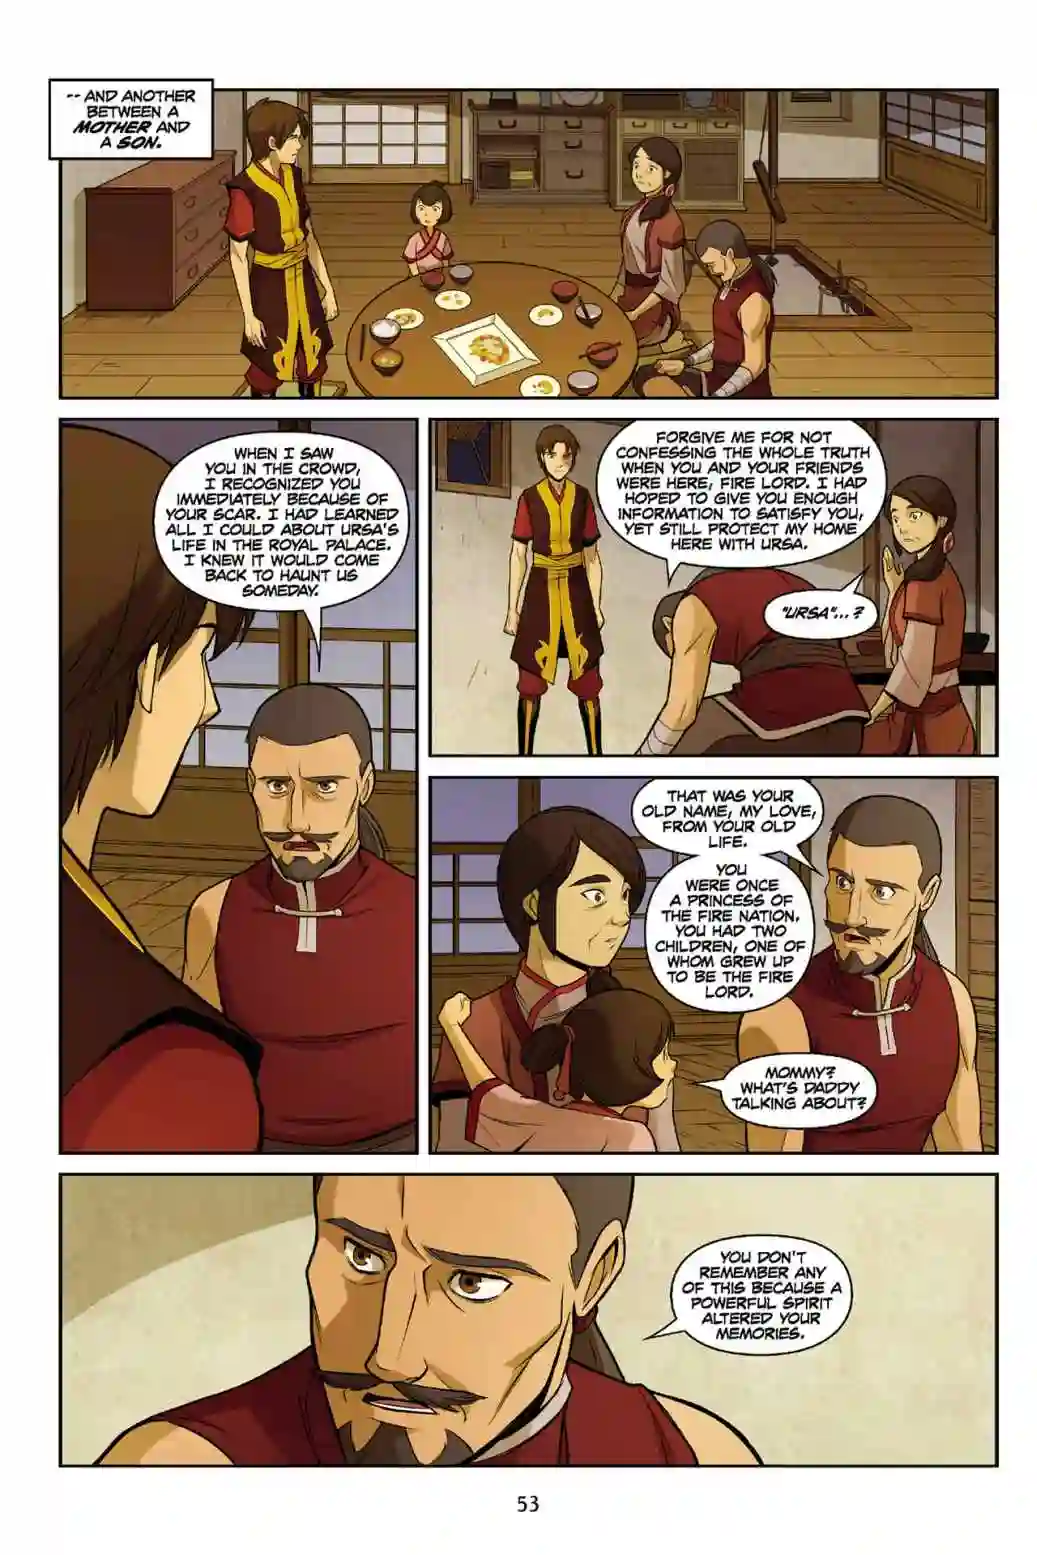 -- AND ANOTHER
BETWEEN A
MOTHER AND
A SON.
WHEN I SAW
YOU IN THE CROWD,
I RECOGNIZED YOU
IMMEDIATELY BECAUSE OF
YOUR SCAR. I HAD LEARNED
ALL I COULD ABOUT URSA'S
LIFE IN THE ROYAL PALACE.
I KNEW IT WOULD COME
BACK TO HAUNT US
SOMEDAY.
FORGIVE ME FOR NOT
CONFESSING THE WHOLE TRUTH
WHEN YOU AND YOUR FRIENDS
WERE HERE, FIRE LORD. I HAD
HOPED TO GIVE YOU ENOUGH
INFORMATION TO SATISFY YOU,
YET STILL PROTECT MY HOME
HERE WITH URSA.
"URSA"...?
THAT WAS YOUR
OLD NAME, MY LOVE,
FROM YOUR OLD
LIFE.
YOU
WERE ONCE
A PRINCESS OF
THE FIRE NATION.
YOU HAD TWO
CHILDREN, ONE OF
WHOM GREW UP
TO BE THE FIRE
LORD.
MOMMY?
WHAT'S DADDY
TALKING ABOUT?
YOU DON'T
REMEMBER ANY
OF THIS BECAUSE A
POWERFUL SPIRIT
ALTERED YOUR
MEMORIES.
53